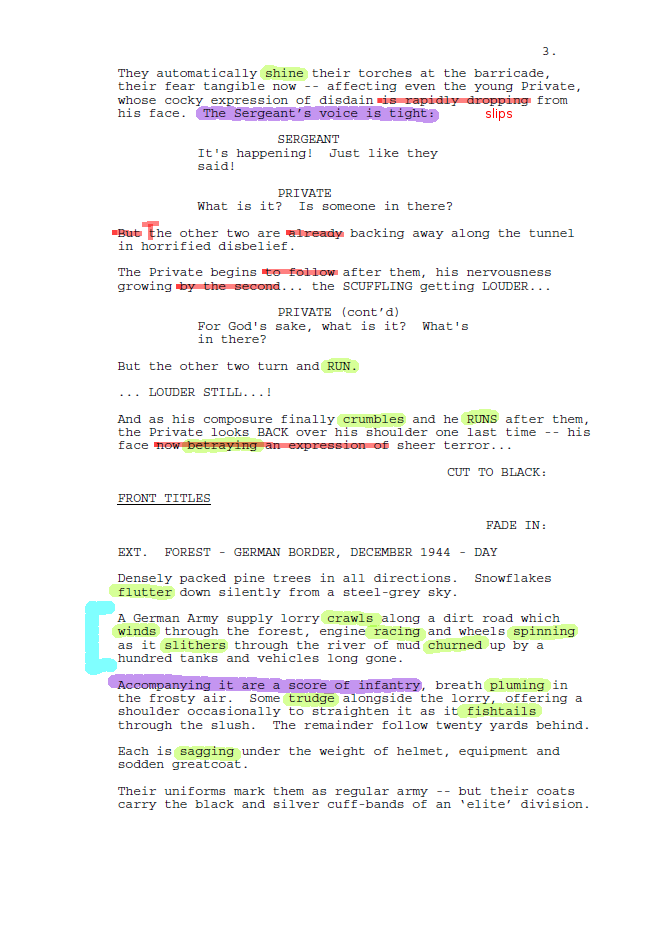 3.
They automatically shine their torches at the barricade,
their fear tangible now -- affecting even the young Private,
whose cocky expression of disdain is rapidly dropping from
his face.  The Sergeant's voice is tight:
slips
SERGEANT
It's happening!  Just like they
said!
PRIVATE
What is it?  Is someone in there?
But T the other two are already backing away along the tunnel
in horrified disbelief.
The Private begins to follow after them, his nervousness
growing by the second... the SCUFFLING getting LOUDER...
PRIVATE (cont'd)
For God's sake, what is it?  What's
in there?
But the other two turn and RUN.
... LOUDER STILL...!
And as his composure finally crumbles and he RUNS after them,
the Private looks BACK over his shoulder one last time -- his
face now betraying an expression of sheer terror...
CUT TO BLACK:
FRONT TITLES
FADE IN:
EXT.  FOREST - GERMAN BORDER, DECEMBER 1944 - DAY
Densely packed pine trees in all directions.  Snowflakes
flutter down silently from a steel-grey sky.
A German Army supply lorry crawls along a dirt road which
winds through the forest, engine racing and wheels spinning
as it slithers through the river of mud churned up by a
hundred tanks and vehicles long gone.
Accompanying it are a score of infantry, breath pluming in
the frosty air.  Some trudge alongside the lorry, offering a
shoulder occasionally to straighten it as it fishtails
through the slush.  The remainder follow twenty yards behind.
Each is sagging under the weight of helmet, equipment and
sodden greatcoat.
Their uniforms mark them as regular army -- but their coats
carry the black and silver cuff-bands of an 'elite' division.